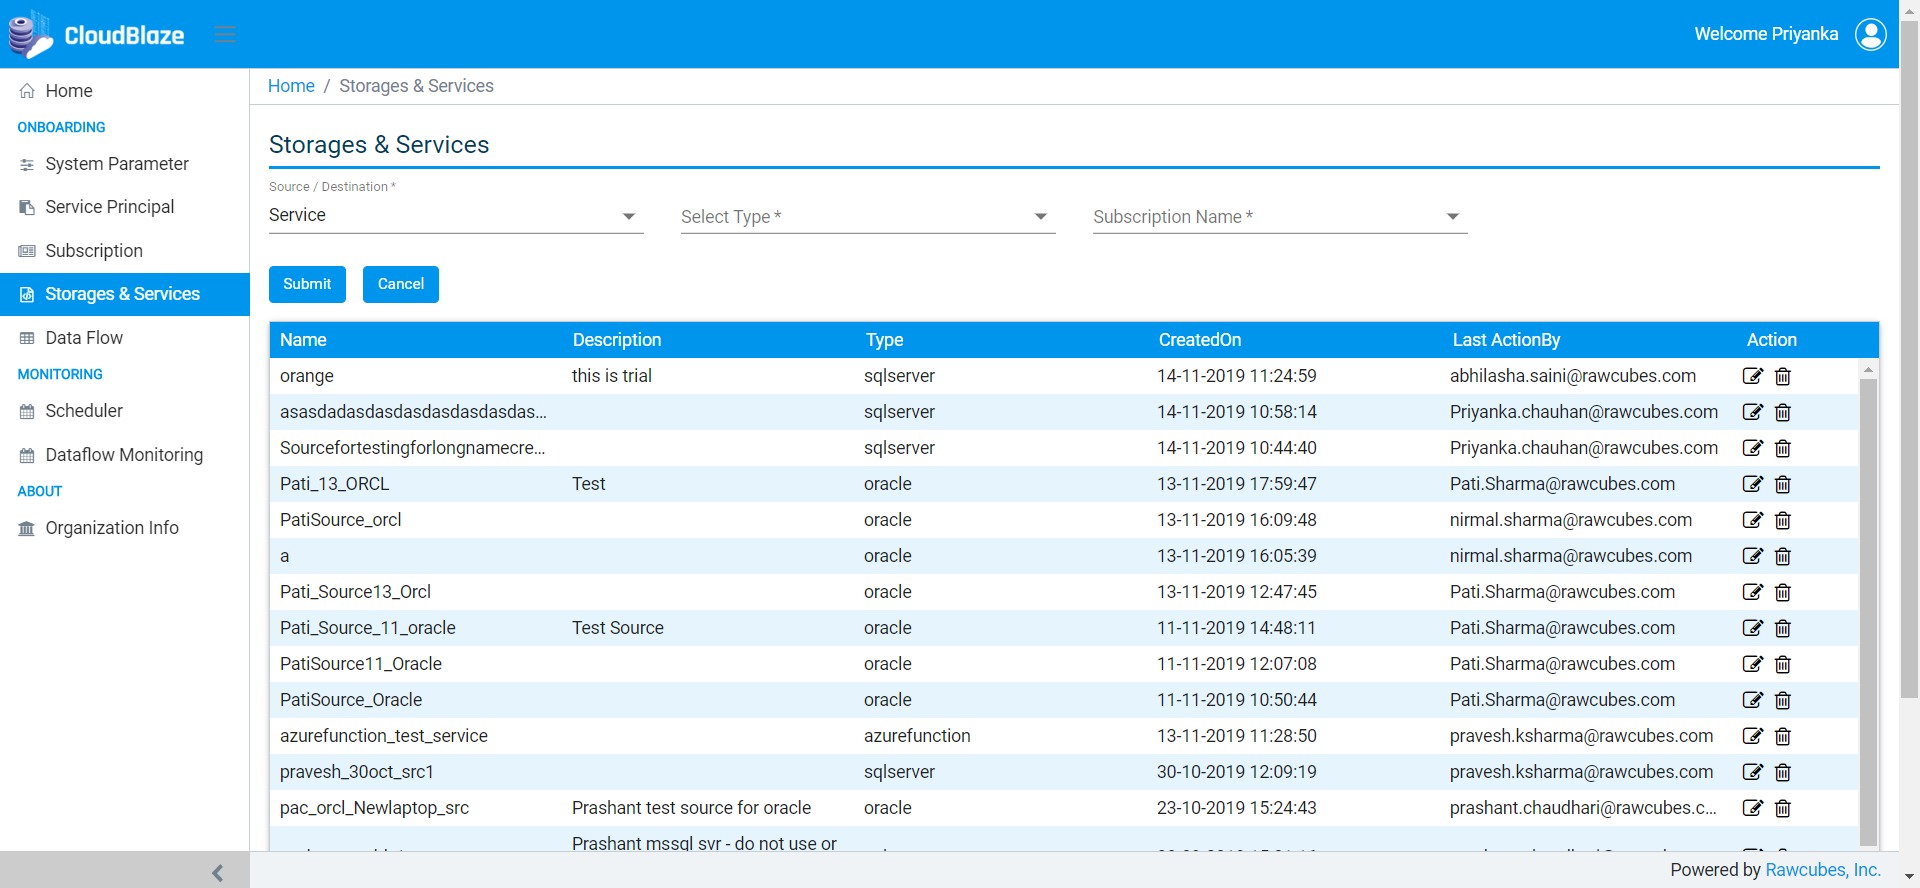 CloudBlaze
Welcome Priyanka
Home
ONBOARDING
System Parameter
Service Principal
Subscription
Storages & Services
Data Flow
MONITORING
Scheduler
Dataflow Monitoring
ABOUT
Organization Info
Home / Storages & Services
Storages & Services
Source / Destination *
Service Select Type * Subscription Name *
Submit Cancel
Name Description Type CreatedOn Last ActionBy Action
orange this is trial sqlserver 14-11-2019 11:24:59 abhilasha.saini@rawcubes.com
asasdadasdasdasdasdasdasdas... sqlserver 14-11-2019 10:58:14 Priyanka.chauhan@rawcubes.com
Sourcefortestingforlongnamecre... sqlserver 14-11-2019 10:44:40 Priyanka.chauhan@rawcubes.com
Pati_13_ORCL Test oracle 13-11-2019 17:59:47 Pati.Sharma@rawcubes.com
PatiSource_orcl oracle 13-11-2019 16:09:48 nirmal.sharma@rawcubes.com
a oracle 13-11-2019 16:05:39 nirmal.sharma@rawcubes.com
Pati_Source13_Orcl oracle 13-11-2019 12:47:45 Pati.Sharma@rawcubes.com
Pati_Source_11_oracle Test Source oracle 11-11-2019 14:48:11 Pati.Sharma@rawcubes.com
PatiSource11_Oracle oracle 11-11-2019 12:07:08 Pati.Sharma@rawcubes.com
PatiSource_Oracle oracle 11-11-2019 10:50:44 Pati.Sharma@rawcubes.com
azurefunction_test_service azurefunction 13-11-2019 11:28:50 pravesh.ksharma@rawcubes.com
pravesh_30oct_src1 sqlserver 30-10-2019 12:09:19 pravesh.ksharma@rawcubes.com
pac_orcl_Newlaptop_src Prashant test source for oracle oracle 23-10-2019 15:24:43 prashant.chaudhari@rawcubes.c...
Prashant mssql svr - do not use or
Powered by Rawcubes, Inc.